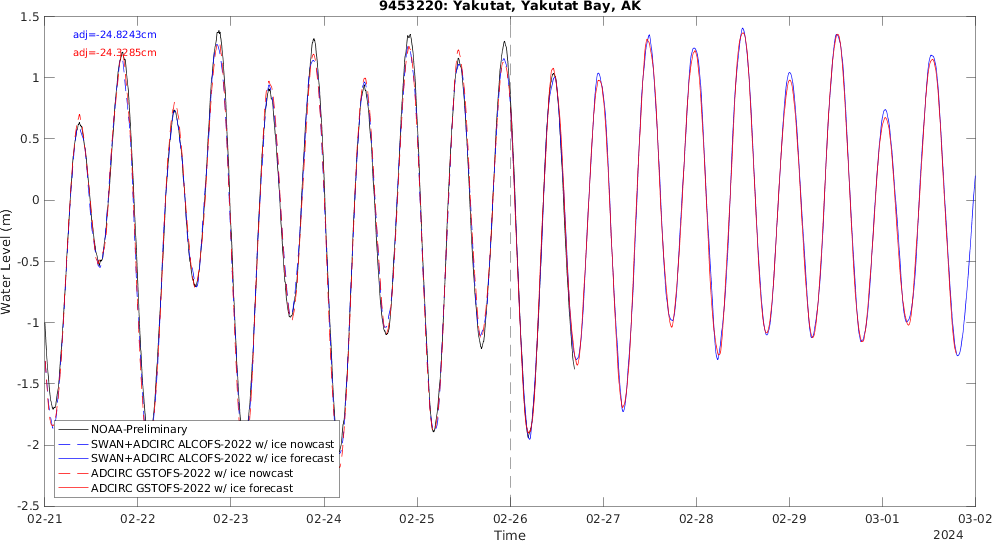 9453220: Yakutat, Yakutat Bay, AK
adj=-24.8243cm
adj=-24.3285cm
1.5
1
0.5
0
-0.5
-1
-1.5
-2
-2.5
Water Level (m)
NOAA-Preliminary
SWAN+ADCIRC ALCOFS-2022 w/ ice nowcast
SWAN+ADCIRC ALCOFS-2022 w/ ice forecast
ADCIRC GSTOFS-2022 w/ ice nowcast
ADCIRC GSTOFS-2022 w/ ice forecast
02-21 02-22 02-23 02-24 02-25 02-26 02-27 02-28 02-29 03-01 03-02
Time
2024